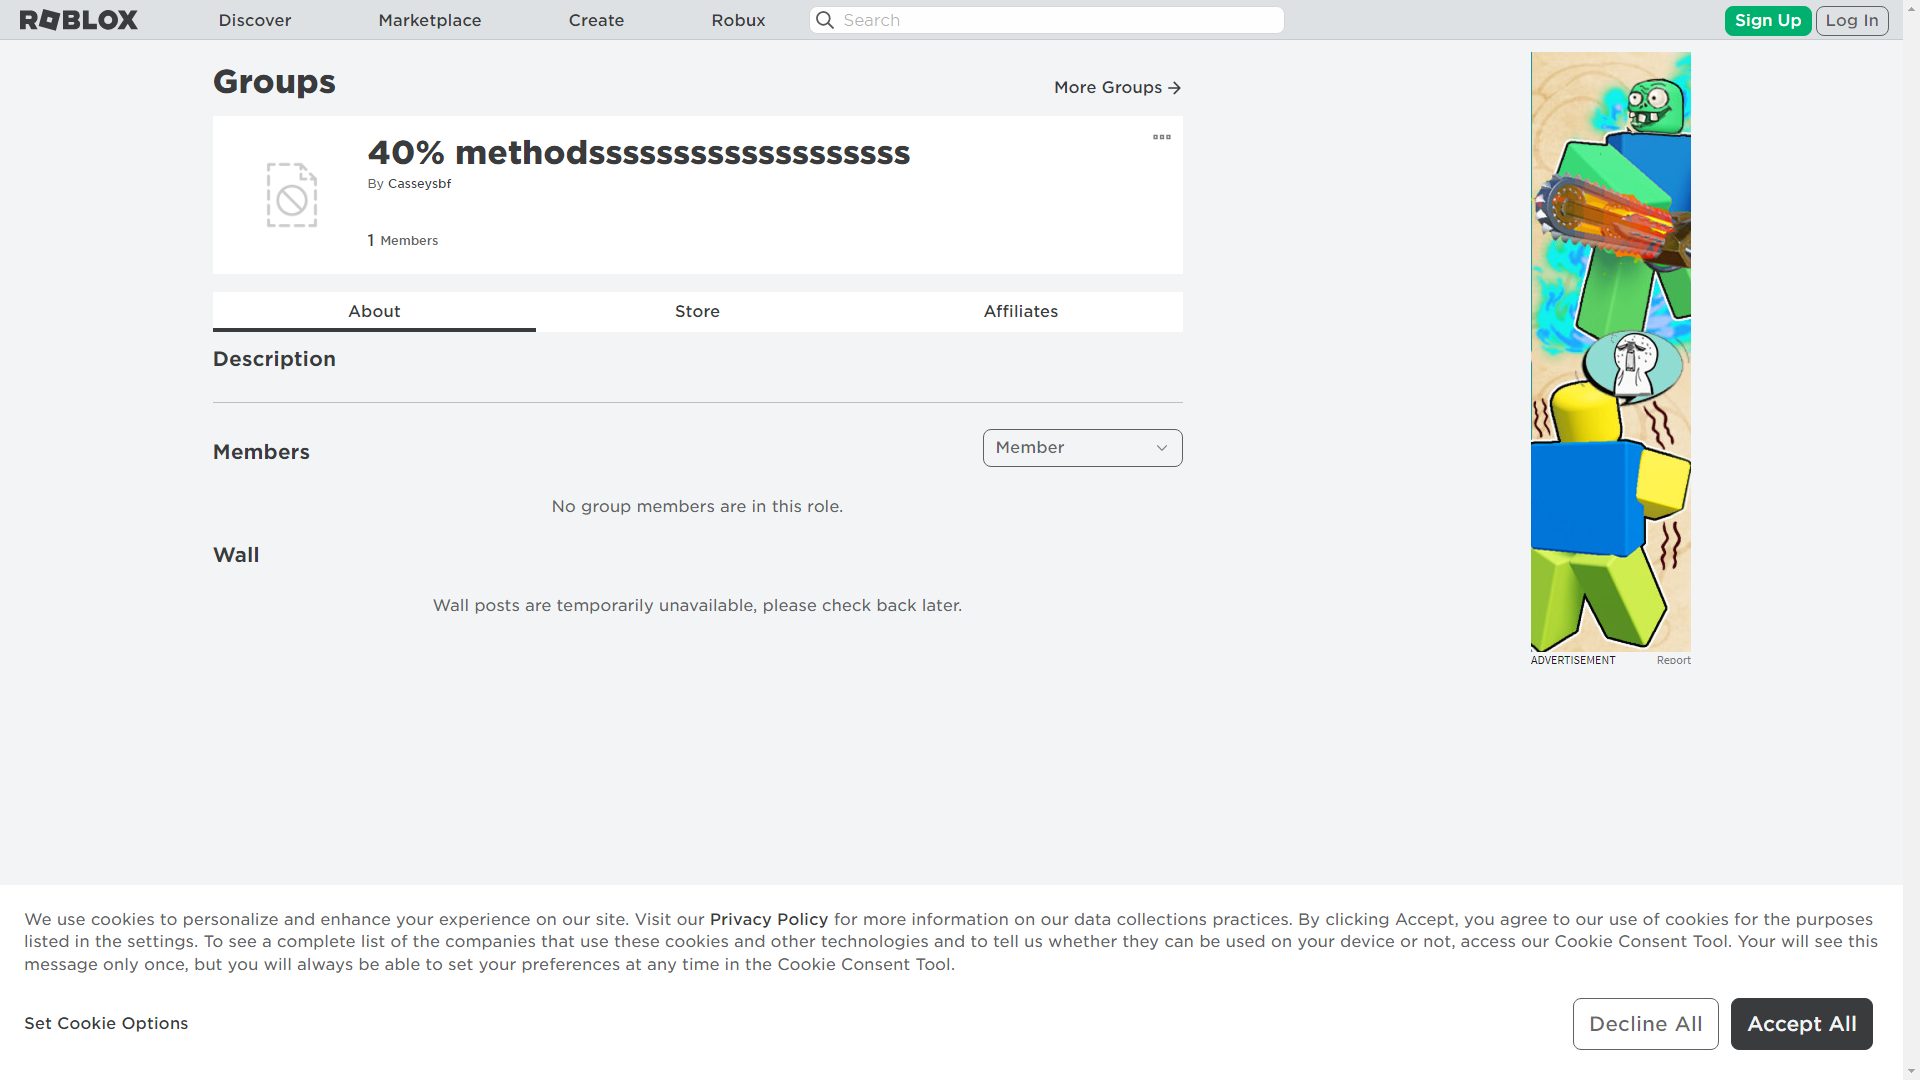 ROBLOX Discover Marketplace Create Robux Search Sign Up Log In
Groups
More Groups
40% methodsssssssssssssssssss
By Casseysbf
1 Members
About Store Affiliates
Description
Members
Member
No group members are in this role.
Wall
Wall posts are temporarily unavailable, please check back later.
ADVERTISEMENT Report
We use cookies to personalize and enhance your experience on our site. Visit our Privacy Policy for more information on our data collections practices. By clicking Accept, you agree to our use of cookies for the purposes
listed in the settings. To see a complete list of the companies that use these cookies and other technologies and to tell us whether they can be used on your device or not, access our Cookie Consent Tool. Your will see this
message only once, but you will always be able to set your preferences at any time in the Cookie Consent Tool.
Set Cookie Options
Decline All
Accept All